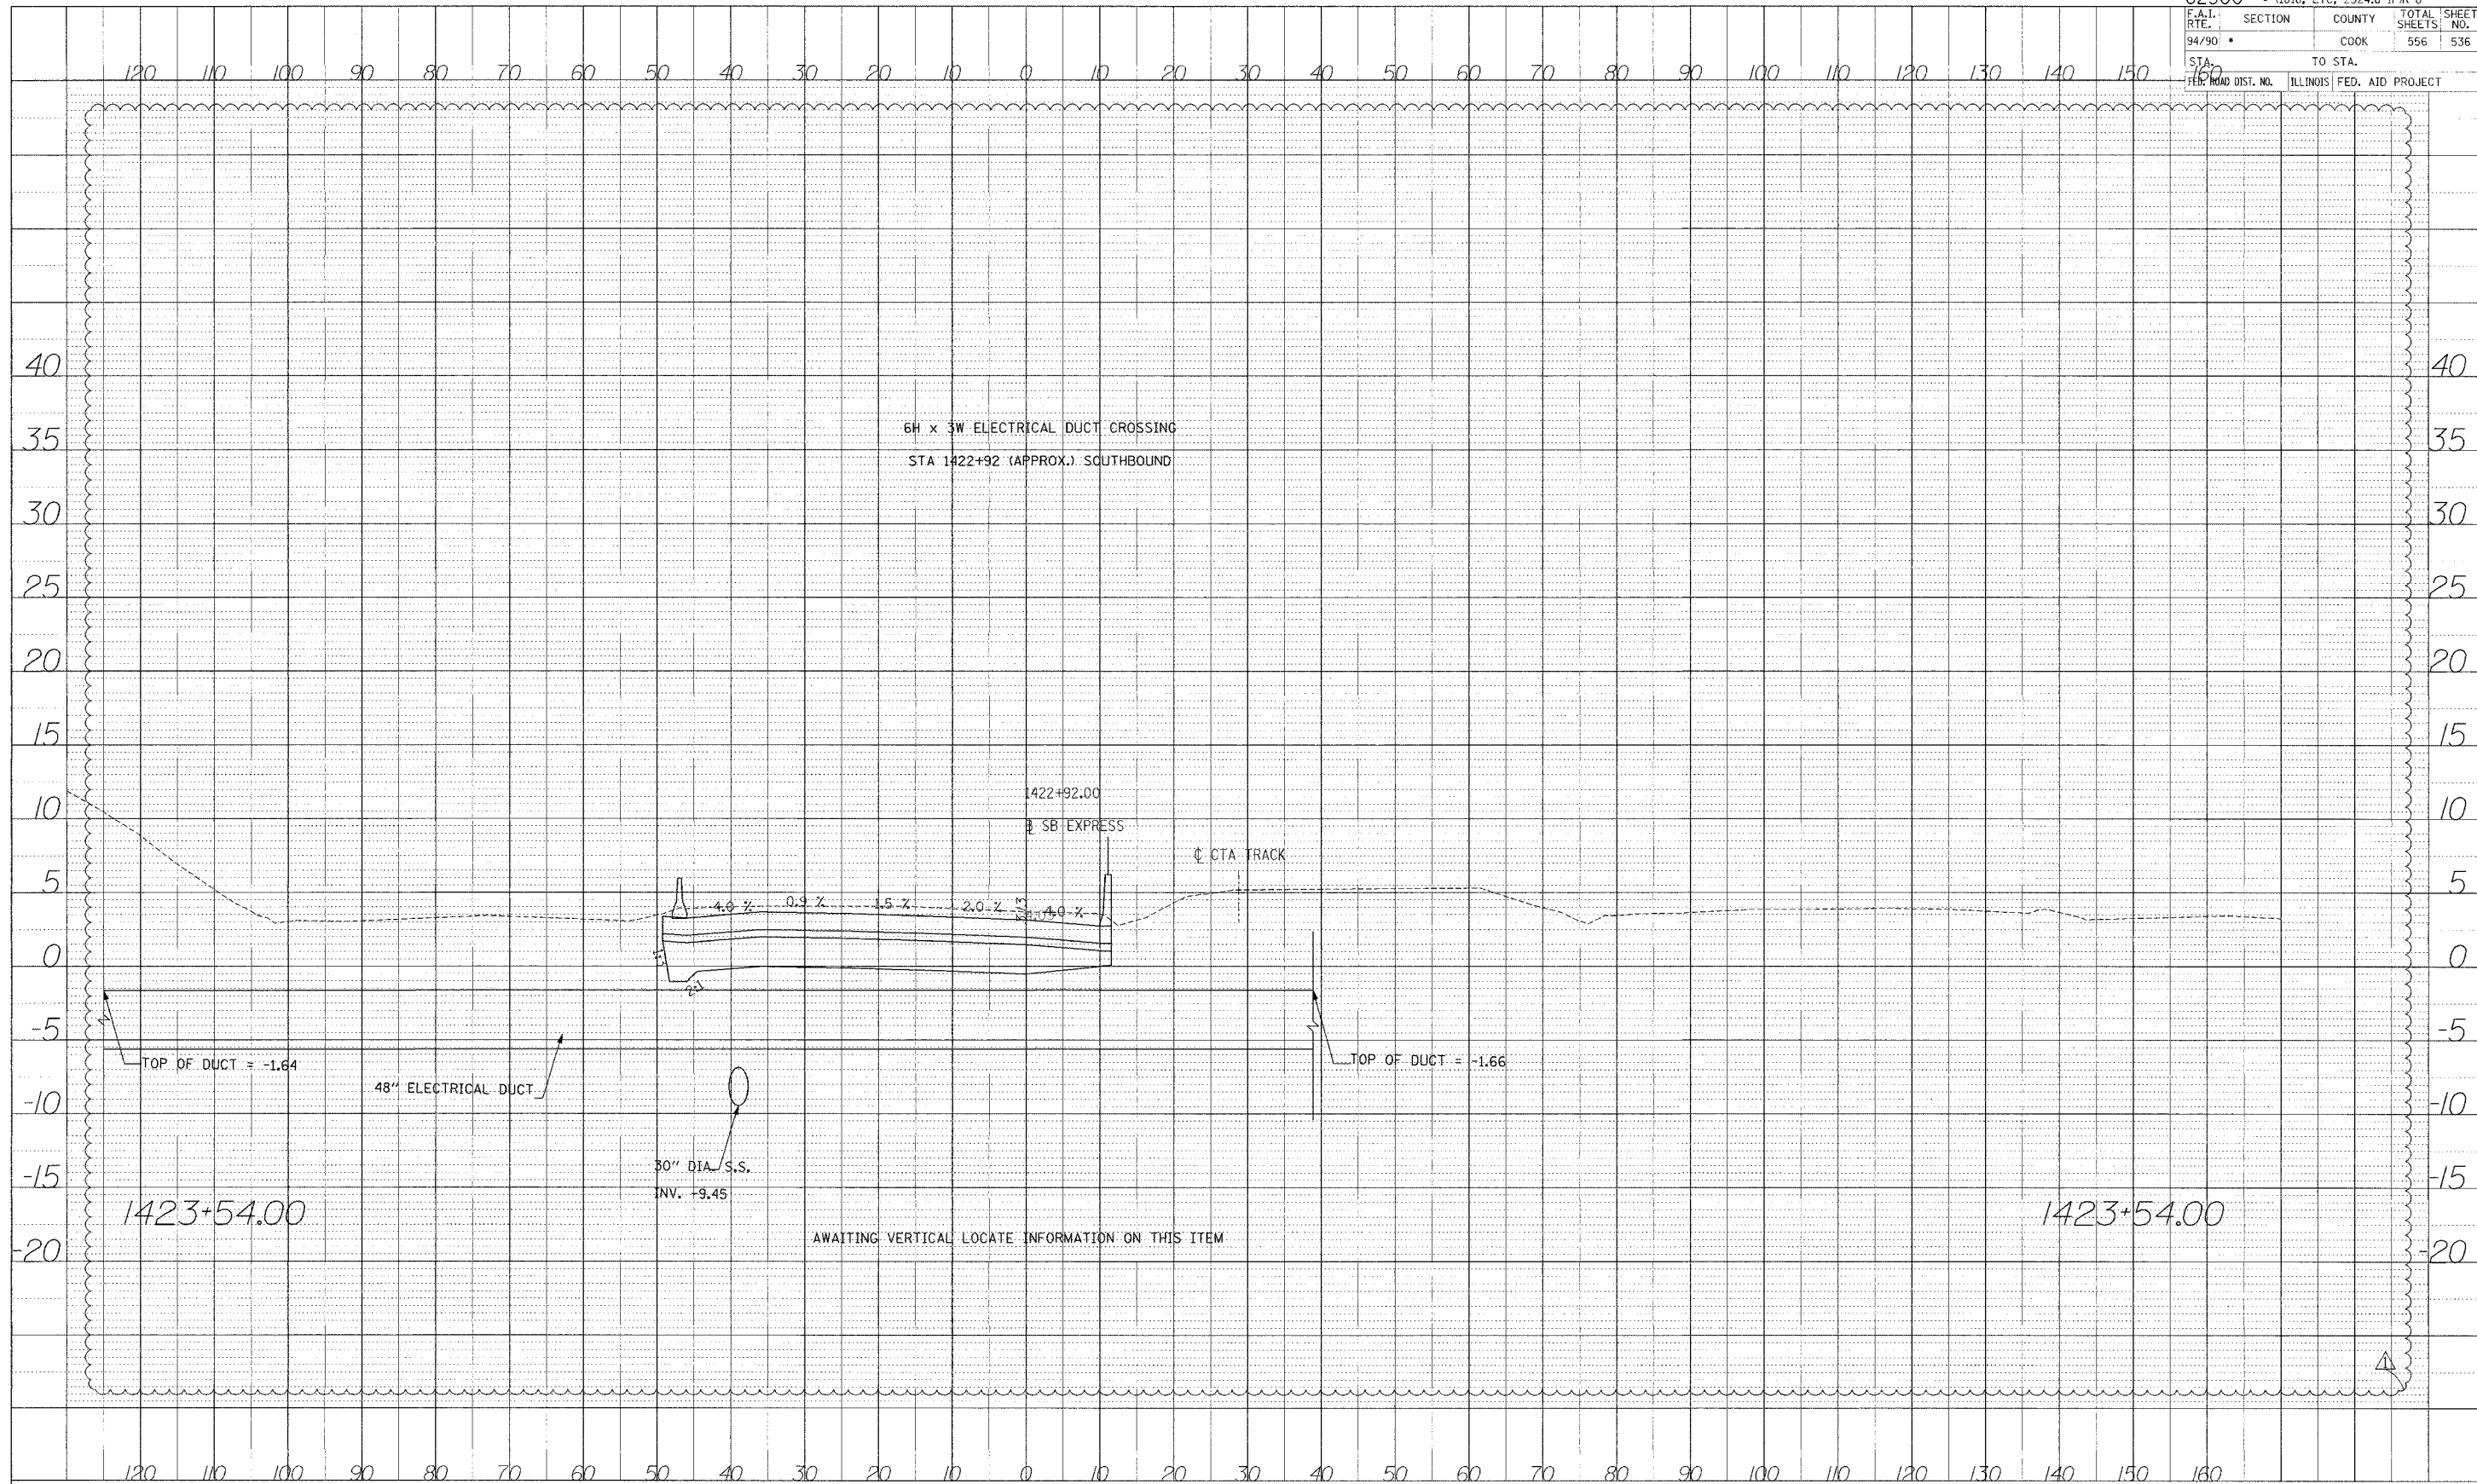 F.A.I. RTE. SECTION COUNTY TOTAL SHEETS SHEET NO.
94/90 • COOK 556 536
STA. TO STA.
FED. ROAD DIST. NO. ILLINOIS FED. AID PROJECT
120 110 100 90 80 70 60 50 40 30 20 10 0 10 20 30 40 50 60 70 80 90 100 110 120 130 140 150 160
40 40
6H x 3W ELECTRICAL DUCT CROSSING
35 35
STA 1422+92 (APPROX.) SOUTHBOUND
30 30
25 25
20 20
15 15
1422+92.00
10 10
℄ SB EXPRESS
℄ CTA TRACK
5 5
4.0 % 0.9 % 1.5 % 2.0 % 4.0 %
0 0
2:1
-5 -5
TOP OF DUCT = -1.64
TOP OF DUCT = -1.66
48" ELECTRICAL DUCT
-10 -10
30" DIA. S.S.
-15 -15
INV. -9.45
1423+54.00 1423+54.00
AWAITING VERTICAL LOCATE INFORMATION ON THIS ITEM
-20 -20
1
120 110 100 90 80 70 60 50 40 30 20 10 0 10 20 30 40 50 60 70 80 90 100 110 120 130 140 150 160